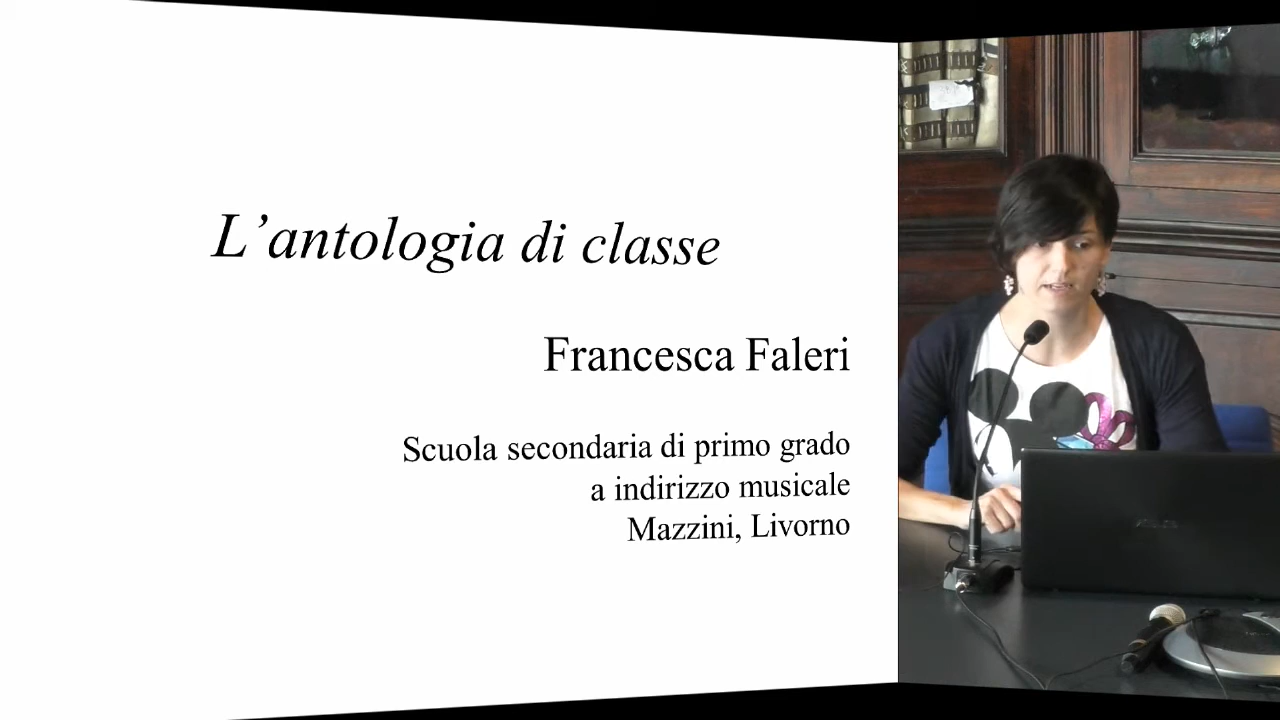 L’antologia di classe
Francesca Faleri
Scuola secondaria di primo grado
a indirizzo musicale
Mazzini, Livorno